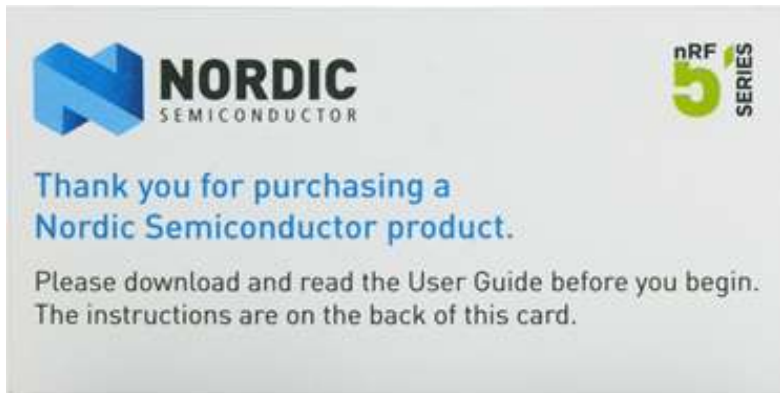 NORDIC
SEMICONDUCTOR
nRF
5
SERIES
Thank you for purchasing a
Nordic Semiconductor product.
Please download and read the User Guide before you begin.
The instructions are on the back of this card.